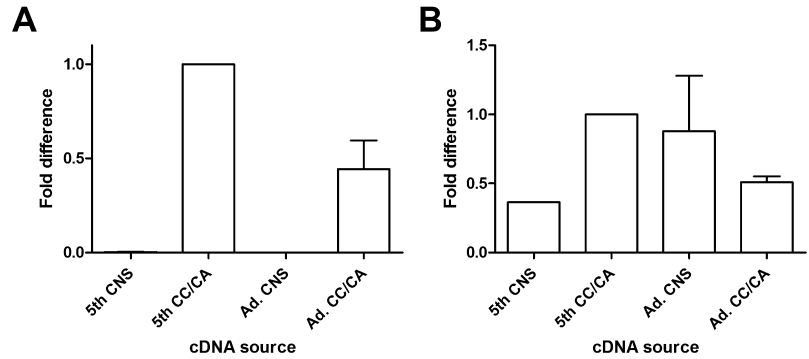 A
Fold difference
1.0
0.5
0.0
5th CNS
5th CC/CA
Ad. CNS
Ad. CC/CA
cDNA source
B
Fold difference
1.5
1.0
0.5
0.0
5th CNS
5th CC/CA
Ad. CNS
Ad. CC/CA
cDNA source